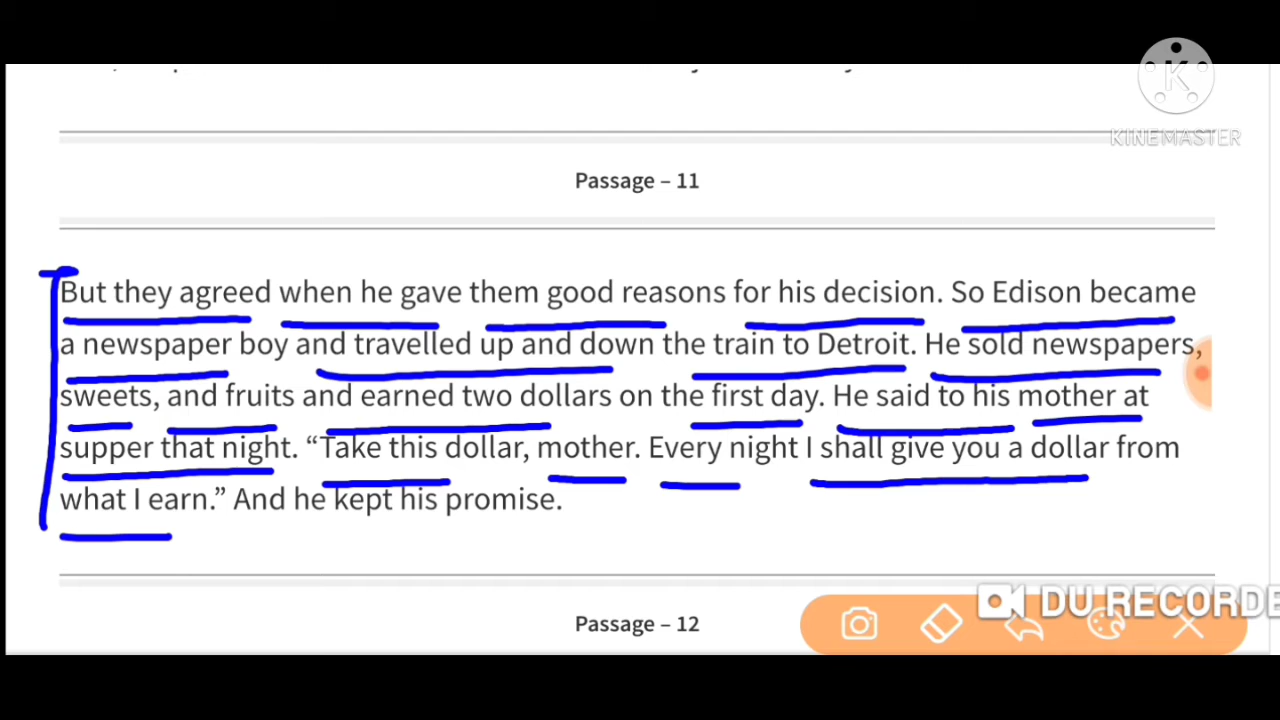 K
KINEMASTER
Passage – 11
But they agreed when he gave them good reasons for his decision. So Edison became
a newspaper boy and travelled up and down the train to Detroit. He sold newspapers,
sweets, and fruits and earned two dollars on the first day. He said to his mother at
supper that night. “Take this dollar, mother. Every night I shall give you a dollar from
what I earn.” And he kept his promise.
DU RECORDE
Passage – 12